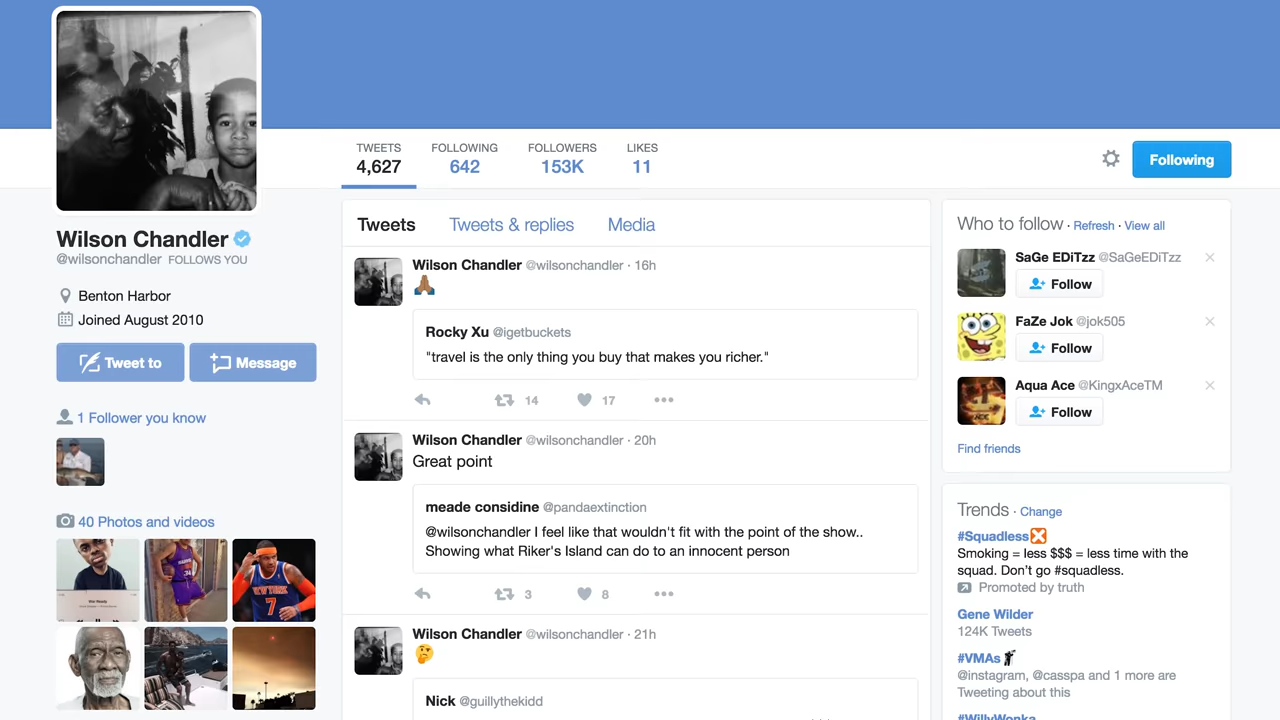 TWEETS FOLLOWING FOLLOWERS LIKES
4,627 642 153K 11
Following
Wilson Chandler
@wilsonchandler FOLLOWS YOU
Benton Harbor
Joined August 2010
Tweet to Message
1 Follower you know
40 Photos and videos
NEW YORK
7
Tweets Tweets & replies Media
Wilson Chandler @wilsonchandler · 16h
🙏🏽
Rocky Xu @igetbuckets
"travel is the only thing you buy that makes you richer."
14 17
Wilson Chandler @wilsonchandler · 20h
Great point
meade considine @pandaextinction
@wilsonchandler I feel like that wouldn't fit with the point of the show..
Showing what Riker's Island can do to an innocent person
3 8
Wilson Chandler @wilsonchandler · 21h
🤔
Nick @guillythekidd
Who to follow · Refresh · View all
SaGe EDiTzz @SaGeEDiTzz
Follow
FaZe Jok @jok505
Follow
Aqua Ace @KingxAceTM
Follow
Find friends
Trends · Change
#Squadless
Smoking = less $$$ = less time with the
squad. Don't go #squadless.
Promoted by truth
Gene Wilder
124K Tweets
#VMAs
@instagram, @casspa and 1 more are
Tweeting about this
#WillyWonka